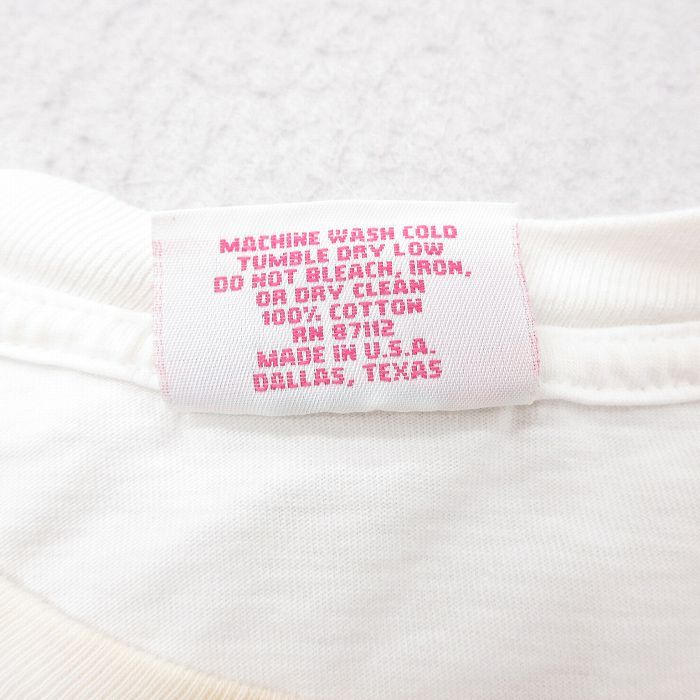 MACHINE WASH COLD
TUMBLE DRY LOW
DO NOT BLEACH, IRON,
OR DRY CLEAN
100% COTTON
RN 87112
MADE IN U.S.A.
DALLAS, TEXAS